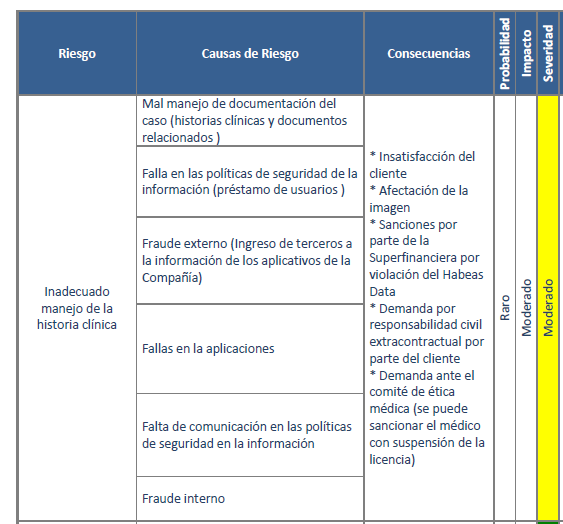 Riesgo
Causas de Riesgo
Consecuencias
Probabilidad
Impacto
Severidad
Inadecuado
manejo de la
historia clínica
Mal manejo de documentación del
caso (historias clínicas y documentos
relacionados )
Falla en las políticas de seguridad de la
información (préstamo de usuarios )
Fraude externo (Ingreso de terceros a
la información de los aplicativos de la
Compañía)
Fallas en la aplicaciones
Falta de comunicación en las políticas
de seguridad en la información
Fraude interno
* Insatisfacción del
cliente
* Afectación de la
imagen
* Sanciones por
parte de la
Superfinanciera por
violación del Habeas
Data
* Demanda por
responsabilidad civil
extracontractual por
parte del cliente
* Demanda ante el
comité de ética
médica (se puede
sancionar el médico
con suspensión de la
licencia)
Raro
Moderado
Moderado